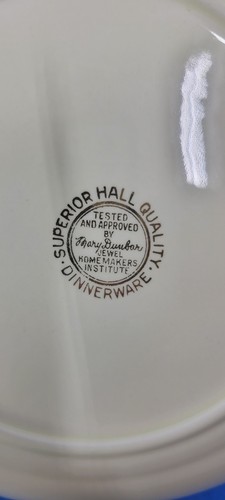 SUPERIOR HALL QUALITY
· DINNERWARE ·
TESTED
AND APPROVED
BY
Mary Dunbar
JEWEL
HOMEMAKERS
INSTITUTE